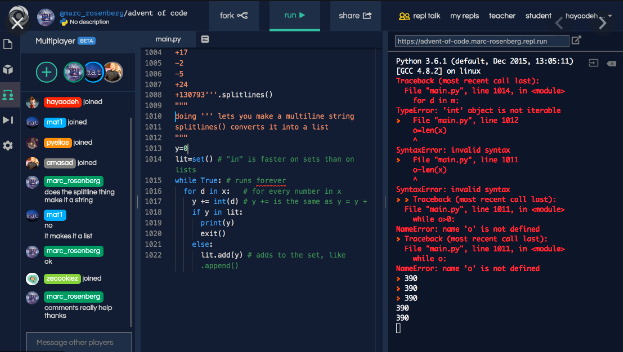 @marc_rosenberg/advent of code
No description
fork
run
share
repl talk
my repls
teacher
student
hayaodeh
Multiplayer BETA
hayaodeh joined
mat1 joined
pyelias joined
amasad joined
marc_rosenberg
does the splitline thing
make it a string
mat1
no
it makes it a list
marc_rosenberg
ok
zecookiez joined
marc_rosenberg
comments really help
thanks
Message other players
main.py
1004 +17
1005 -2
1006 -5
1007 +24
1008 +130793'''.splitlines()
1009 """
1010 doing ''' lets you make a multiline string
1011 splitlines() converts it into a list
1012 """
1013 y=0
1014 lit=set() # "in" is faster on sets than on
lists
1015 while True: # runs forever
1016 for d in x: # for every number in x
1017 y += int(d) # y += is the same as y = y +
1018 if y in lit:
1019 print(y)
1020 exit()
1021 else:
1022 lit.add(y) # adds to the set, like
.append()
https://advent-of-code.marc-rosenberg.repl.run
Python 3.6.1 (default, Dec 2015, 13:05:11)
[GCC 4.8.2] on linux
Traceback (most recent call last):
File "main.py", line 1014, in <module>
for d in m:
TypeError: 'int' object is not iterable
> File "main.py", line 1012
o=len(x)
^
SyntaxError: invalid syntax
> File "main.py", line 1011
o-len(x)
^
SyntaxError: invalid syntax
> > Traceback (most recent call last):
File "main.py", line 1011, in <module>
while o>0:
NameError: name 'o' is not defined
> Traceback (most recent call last):
File "main.py", line 1011, in <module>
while o:
NameError: name 'o' is not defined
> 390
> 390
> 390
390
390